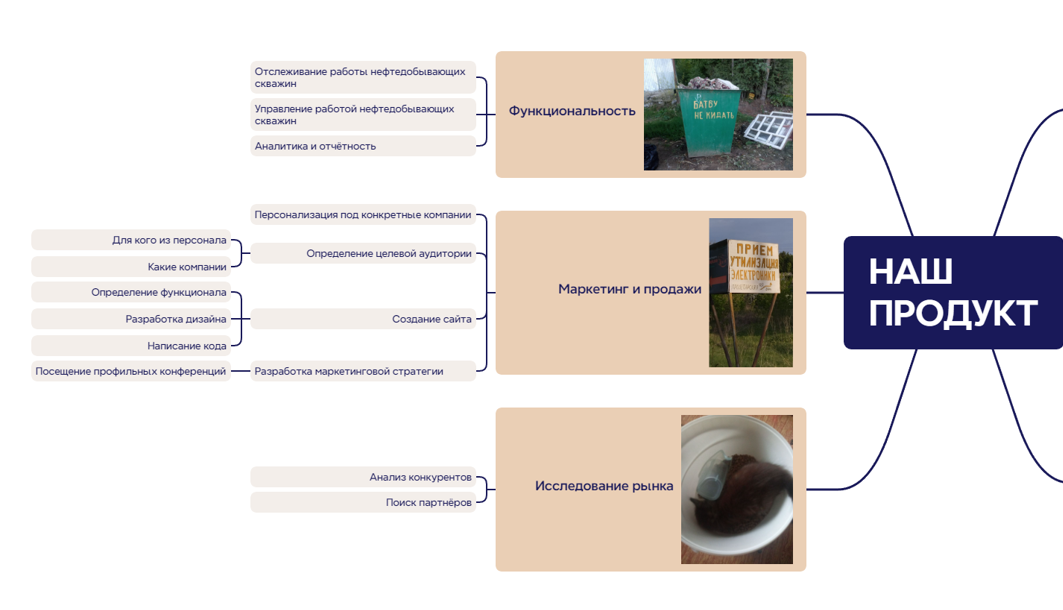 Отслеживание работы нефтедобывающих
скважин
Управление работой нефтедобывающих
скважин
Аналитика и отчётность
Функциональность
БАТВУ
НЕ КИДАТЬ
Персонализация под конкретные компании
Для кого из персонала
Какие компании
Определение целевой аудитории
Определение функционала
Разработка дизайна
Написание кода
Создание сайта
Посещение профильных конференций
Разработка маркетинговой стратегии
Маркетинг и продажи
ПРИЕМ
УТИЛИЗАЦИЯ
ЭЛЕКТРОНИКИ
НАШ
ПРОДУКТ
Анализ конкурентов
Поиск партнёров
Исследование рынка